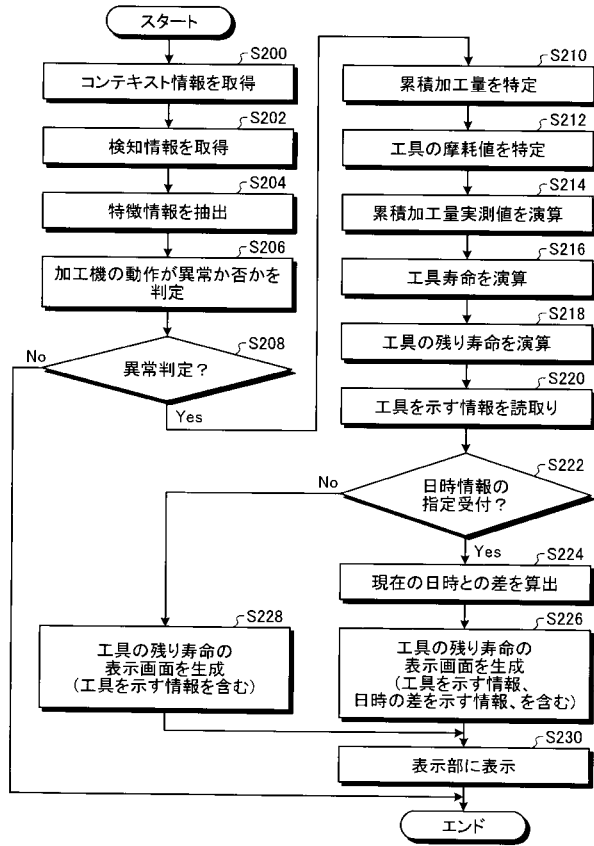 スタート
S200
コンテキスト情報を取得
S202
検知情報を取得
S204
特徴情報を抽出
S206
加工機の動作が異常か否かを
判定
S208
異常判定？
No
Yes
S210
累積加工量を特定
S212
工具の摩耗値を特定
S214
累積加工量実測値を演算
S216
工具寿命を演算
S218
工具の残り寿命を演算
S220
工具を示す情報を読取り
S222
日時情報の
指定受付？
No
Yes
S224
現在の日時との差を算出
S228
工具の残り寿命の
表示画面を生成
(工具を示す情報を含む)
S226
工具の残り寿命の
表示画面を生成
(工具を示す情報、
日時の差を示す情報、を含む)
S230
表示部に表示
エンド